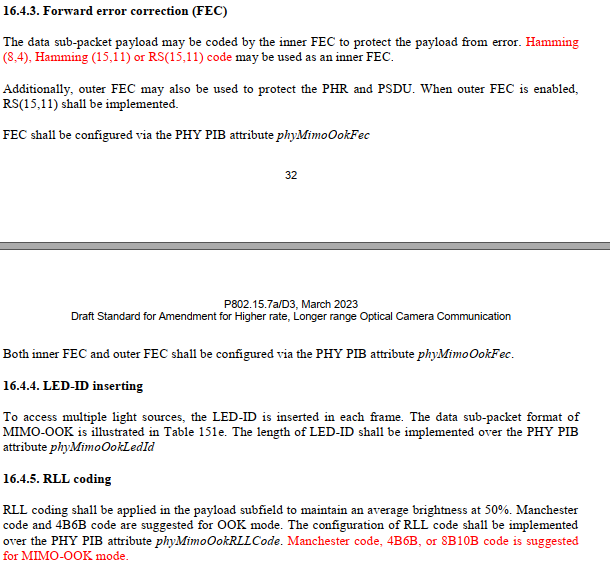 16.4.3. Forward error correction (FEC)
The data sub-packet payload may be coded by the inner FEC to protect the payload from error. Hamming
(8,4), Hamming (15,11) or RS(15,11) code may be used as an inner FEC.
Additionally, outer FEC may also be used to protect the PHR and PSDU. When outer FEC is enabled,
RS(15,11) shall be implemented.
FEC shall be configured via the PHY PIB attribute phyMimoOokFec
32
P802.15.7a/D3, March 2023
Draft Standard for Amendment for Higher rate, Longer range Optical Camera Communication
Both inner FEC and outer FEC shall be configured via the PHY PIB attribute phyMimoOokFec.
16.4.4. LED-ID inserting
To access multiple light sources, the LED-ID is inserted in each frame. The data sub-packet format of
MIMO-OOK is illustrated in Table 151e. The length of LED-ID shall be implemented over the PHY PIB
attribute phyMimoOokLedId
16.4.5. RLL coding
RLL coding shall be applied in the payload subfield to maintain an average brightness at 50%. Manchester
code and 4B6B code are suggested for OOK mode. The configuration of RLL code shall be implemented
over the PHY PIB attribute phyMimoOokRLLCode. Manchester code, 4B6B, or 8B10B code is suggested
for MIMO-OOK mode.